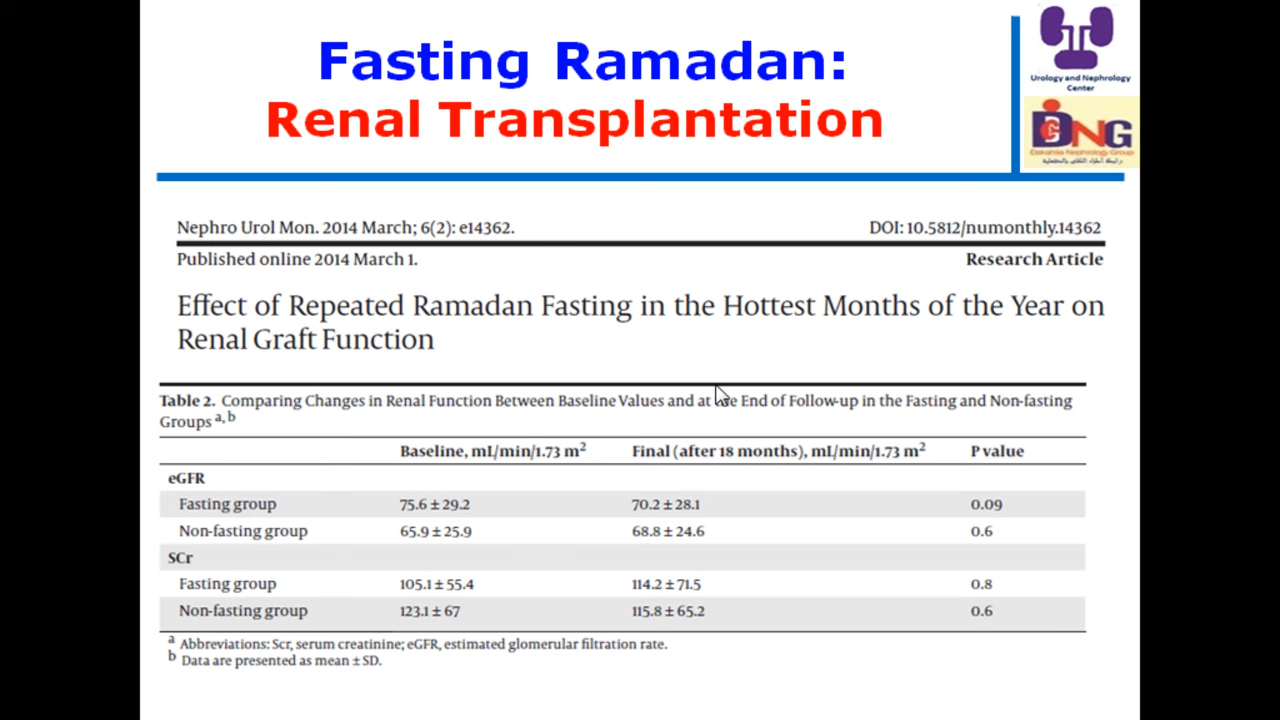 Fasting Ramadan:
Renal Transplantation
Urology and Nephrology
Center
DNG
Dakahlia Nephrology Group
Nephro Urol Mon. 2014 March; 6(2): e14362.
DOI: 10.5812/numonthly.14362
Published online 2014 March 1.
Research Article
Effect of Repeated Ramadan Fasting in the Hottest Months of the Year on
Renal Graft Function
Table 2. Comparing Changes in Renal Function Between Baseline Values and at End of Follow-up in the Fasting and Non-fasting
Groups a, b
Baseline, mL/min/1.73 m2 Final (after 18 months), mL/min/1.73 m2 P value
eGFR
Fasting group 75.6 ± 29.2 70.2 ± 28.1 0.09
Non-fasting group 65.9 ± 25.9 68.8 ± 24.6 0.6
SCr
Fasting group 105.1 ± 55.4 114.2 ± 71.5 0.8
Non-fasting group 123.1 ± 67 115.8 ± 65.2 0.6
a Abbreviations: Scr, serum creatinine; eGFR, estimated glomerular filtration rate.
b Data are presented as mean ± SD.